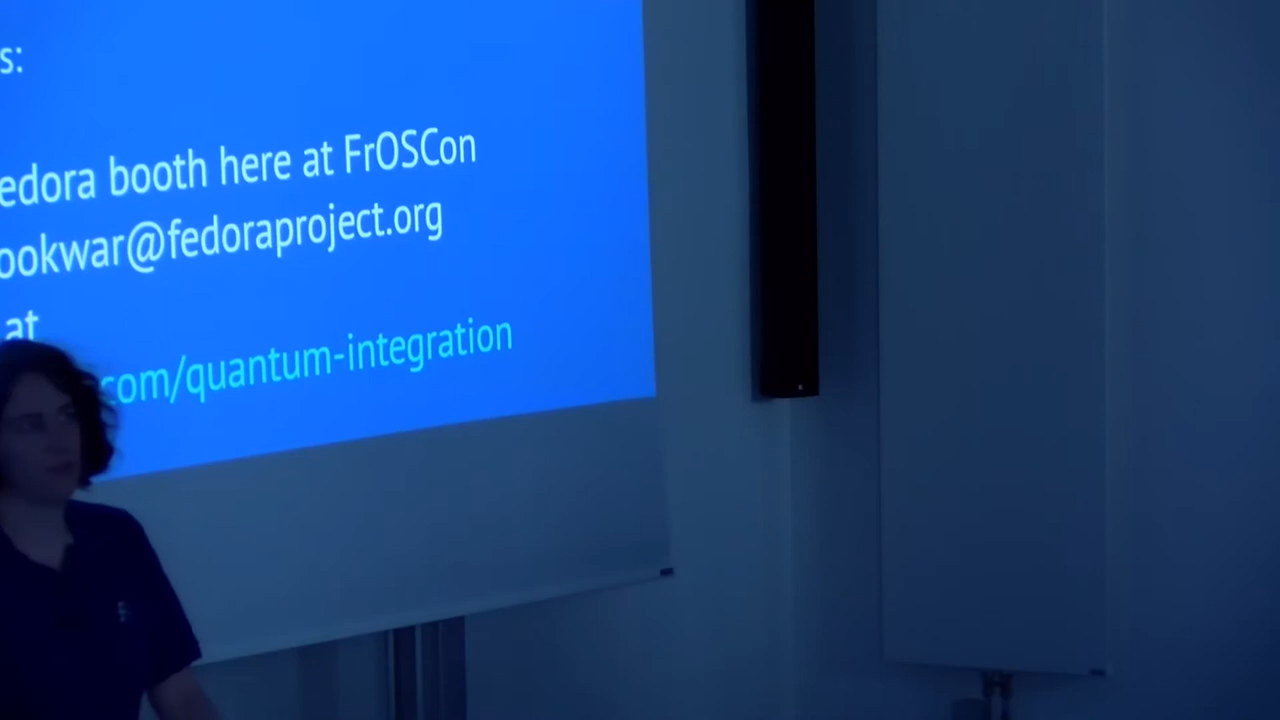 s:
edora booth here at FrOSCon
ookwar@fedoraproject.org
at
.com/quantum-integration